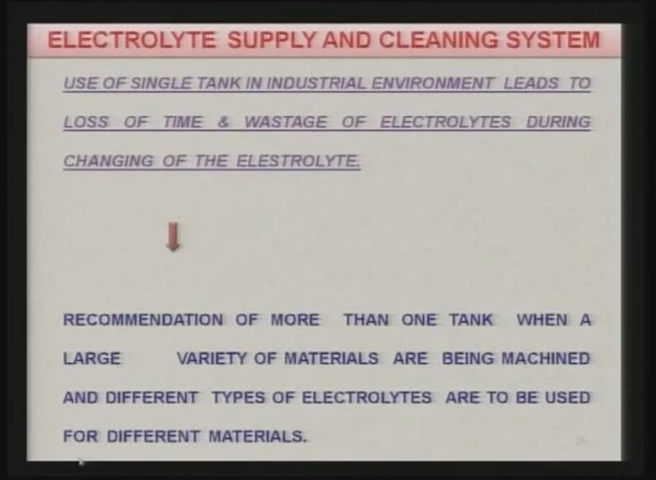 ELECTROLYTE SUPPLY AND CLEANING SYSTEM
USE OF SINGLE TANK IN INDUSTRIAL ENVIRONMENT LEADS TO
LOSS OF TIME & WASTAGE OF ELECTROLYTES DURING
CHANGING OF THE ELESTROLYTE.
RECOMMENDATION OF MORE THAN ONE TANK WHEN A
LARGE VARIETY OF MATERIALS ARE BEING MACHINED
AND DIFFERENT TYPES OF ELECTROLYTES ARE TO BE USED
FOR DIFFERENT MATERIALS.